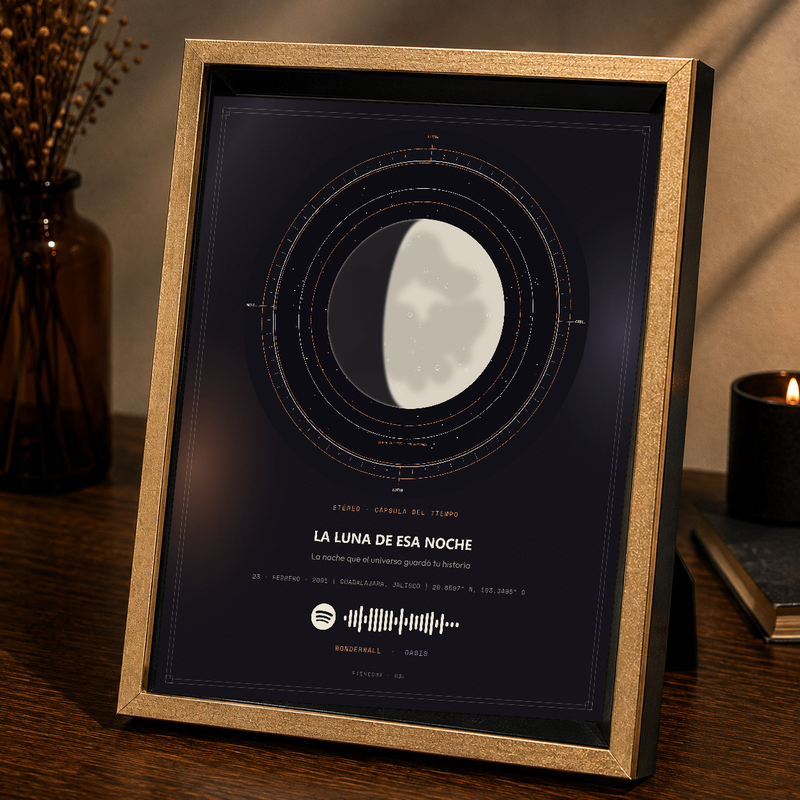 ETÉREO · CÁPSULA DEL TIEMPO
LA LUNA DE ESA NOCHE
La noche que el universo guardó tu historia
23 · FEBRERO · 2001 | GUADALAJARA, JALISCO | 20.6597° N, 103.3496° O
WONDERWALL · OASIS